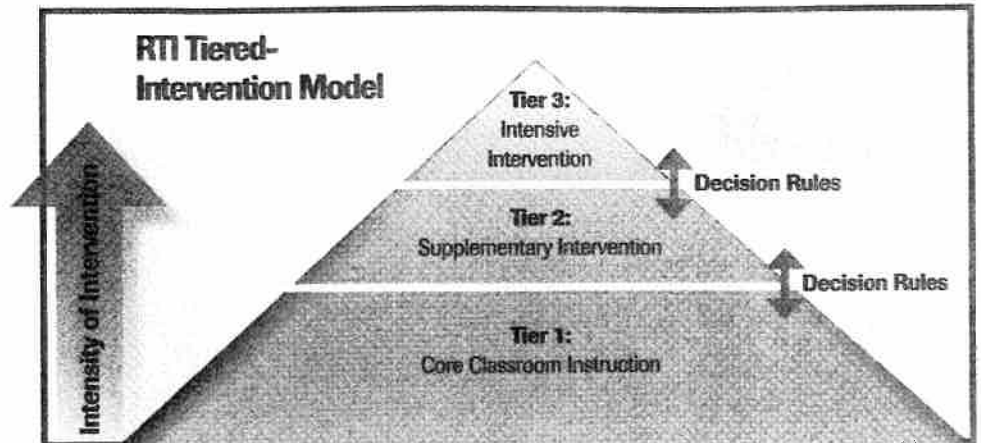 RTI Tiered-
Intervention Model
Tier 3:
Intensive
Intervention
Decision Rules
Tier 2:
Supplementary Intervention
Decision Rules
Tier 1:
Core Classroom Instruction
Intensity of Intervention